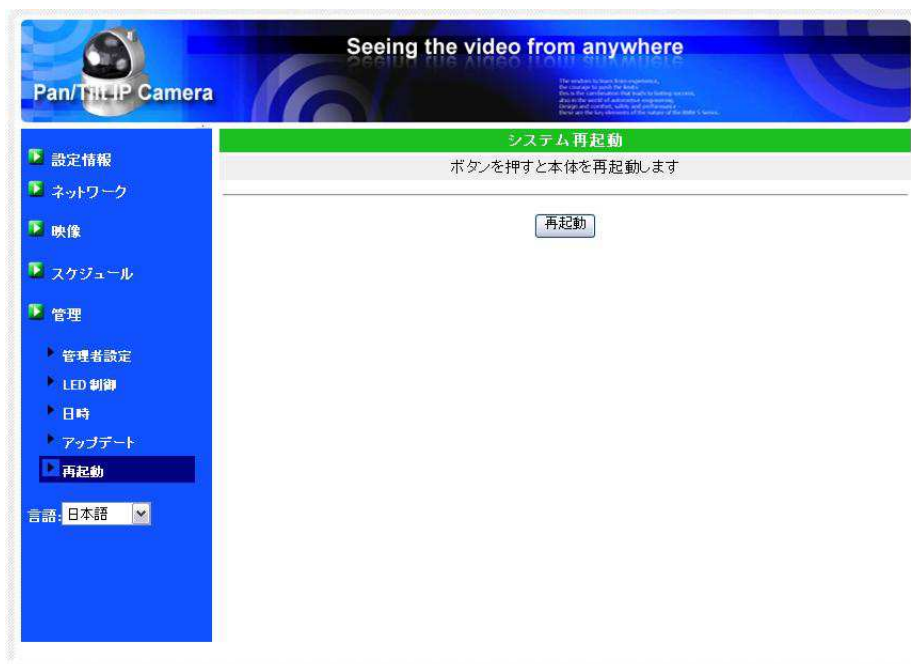 Seeing the video from anywhere
Pan/Tilt IP Camera
システム再起動
ボタンを押すと本体を再起動します
再起動
設定情報
ネットワーク
映像
スケジュール
管理
管理者設定
LED 制御
日時
アップデート
再起動
言語: 日本語